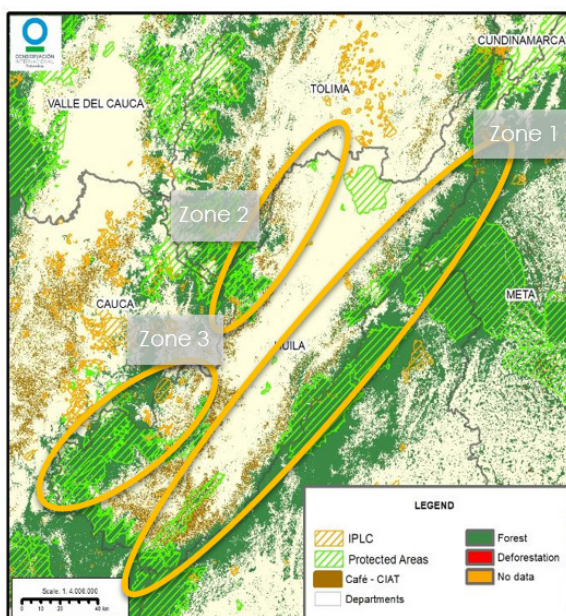 CONSERVACIÓN
INTERNATIONAL
CUNDINAMARCA
VALLE DEL CAUCA
TOLIMA
Zone 1
Zone 2
CAUCA
META
Zone 3
HUILA
LEGEND
IPLC
Protected Areas
Café - CIAT
Departments
Forest
Deforestation
No data
Scale: 1: 4.000.000
0
10
20
40 km